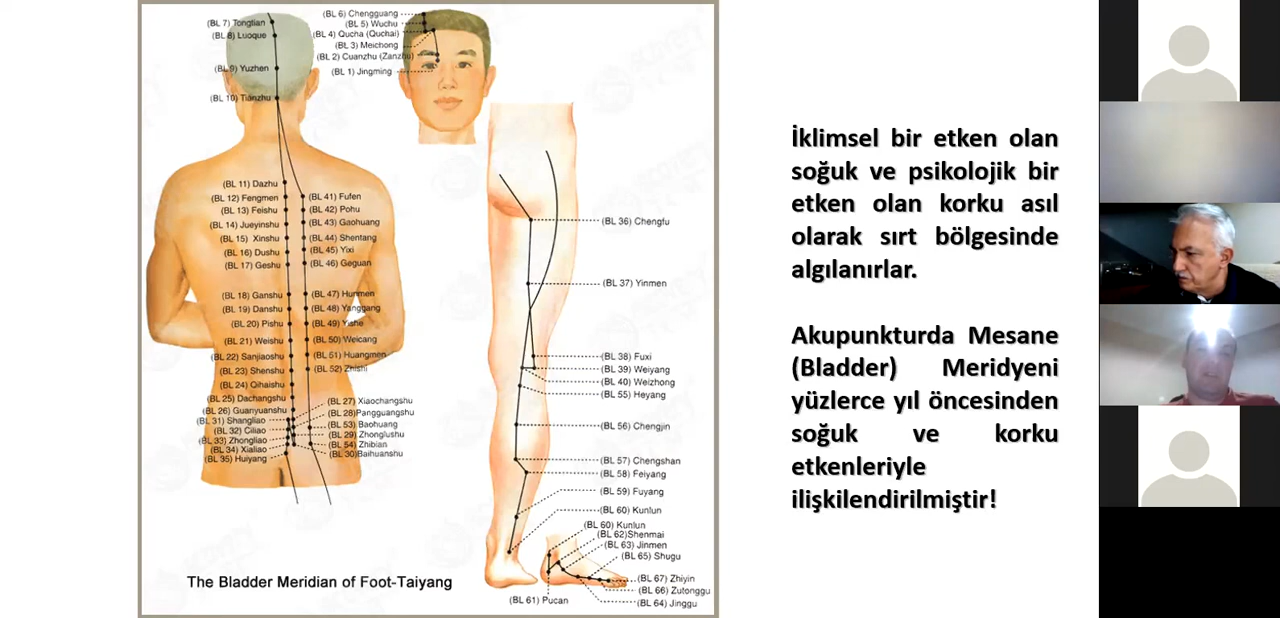 (BL 7) Tongtian
(BL 8) Luoque
(BL 9) Yuzhen
(BL 10) Tianzhu
(BL 6) Chengguang
(BL 5) Wuchu
(BL 4) Qucha (Quchai)
(BL 3) Meichong
(BL 2) Cuanzhu (Zanzhu)
(BL 1) Jingming
(BL 11) Dazhu
(BL 12) Fengmen
(BL 13) Feishu
(BL 14) Jueyinshu
(BL 15) Xinshu
(BL 16) Dushu
(BL 17) Geshu
(BL 18) Ganshu
(BL 19) Danshu
(BL 20) Pishu
(BL 21) Weishu
(BL 22) Sanjiaoshu
(BL 23) Shenshu
(BL 24) Qihaishu
(BL 25) Dachangshu
(BL 26) Guanyuanshu
(BL 31) Shangliao
(BL 32) Ciliao
(BL 33) Zhongliao
(BL 34) Xialiao
(BL 35) Huiyang
(BL 41) Fufen
(BL 42) Pohu
(BL 43) Gaohuang
(BL 44) Shentang
(BL 45) Yixi
(BL 46) Geguan
(BL 47) Hunmen
(BL 48) Yanggang
(BL 49) Yishe
(BL 50) Weicang
(BL 51) Huangmen
(BL 52) Zhishi
(BL 27) Xiaochangshu
(BL 28)Pangguangshu
(BL 53) Baohuang
(BL 29) Zhonglushu
(BL 54) Zhibian
(BL 30)Baihuanshu
(BL 36) Chengfu
(BL 37) Yinmen
(BL 38) Fuxi
(BL 39) Weiyang
(BL 40) Weizhong
(BL 55) Heyang
(BL 56) Chengjin
(BL 57) Chengshan
(BL 58) Feiyang
(BL 59) Fuyang
(BL 60) Kunlun
(BL 60) Kunlun
(BL 62)Shenmai
(BL 63) Jinmen
(BL 65) Shugu
(BL 67) Zhiyin
(BL 66) Zutonggu
(BL 64) Jinggu
(BL 61) Pucan
The Bladder Meridian of Foot-Taiyang
İklimsel bir etken olan
soğuk ve psikolojik bir
etken olan korku asıl
olarak sırt bölgesinde
algılanırlar.
Akupunkturda Mesane
(Bladder) Meridyeni
yüzlerce yıl öncesinden
soğuk ve korku
etkenleriyle
ilişkilendirilmiştir!